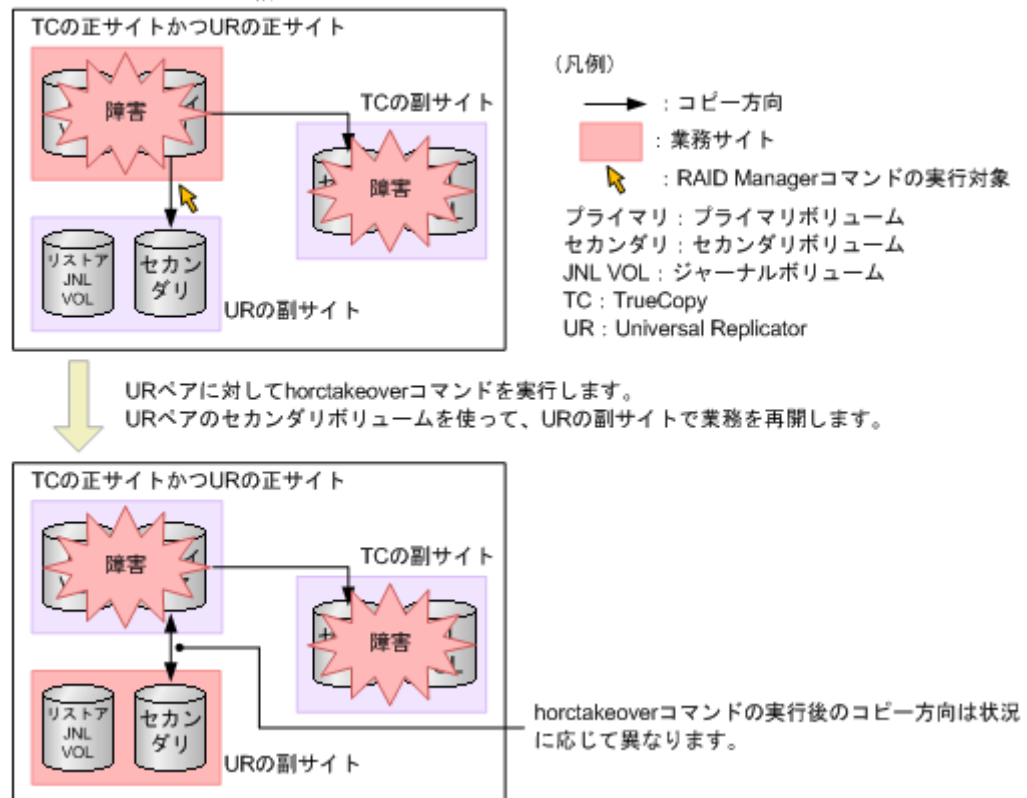 TCの正サイトかつURの正サイト
障害
TCの副サイト
障害
リストア
JNL
VOL
セカン
ダリ
URの副サイト
(凡例)
:コピー方向
:業務サイト
:RAID Managerコマンドの実行対象
プライマリ:プライマリボリューム
セカンダリ:セカンダリボリューム
JNL VOL:ジャーナルボリューム
TC:TrueCopy
UR:Universal Replicator
URペアに対してhorctakeoverコマンドを実行します。
URペアのセカンダリボリュームを使って、URの副サイトで業務を再開します。
TCの正サイトかつURの正サイト
障害
TCの副サイト
障害
リストア
JNL
VOL
セカン
ダリ
URの副サイト
horctakeoverコマンドの実行後のコピー方向は状況
に応じて異なります。